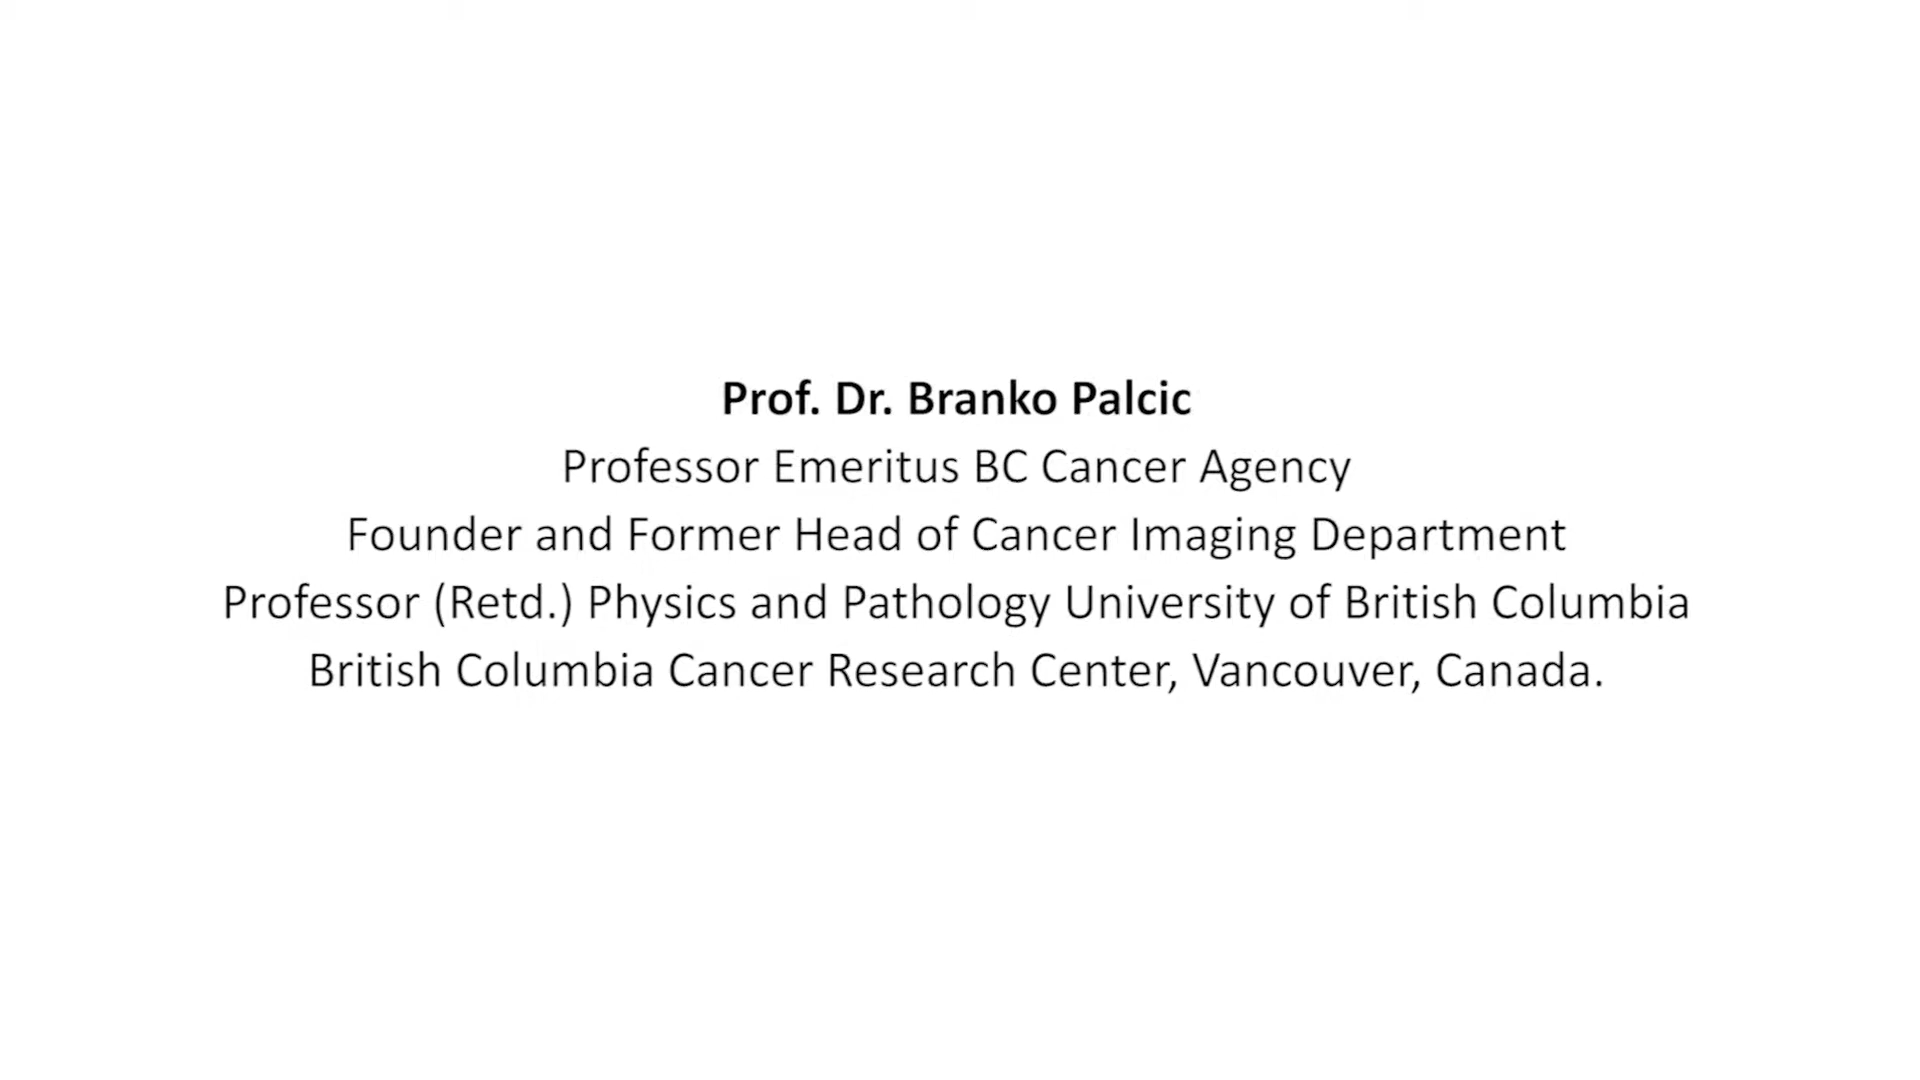 Prof. Dr. Branko Palcic
Professor Emeritus BC Cancer Agency
Founder and Former Head of Cancer Imaging Department
Professor (Retd.) Physics and Pathology University of British Columbia
British Columbia Cancer Research Center, Vancouver, Canada.